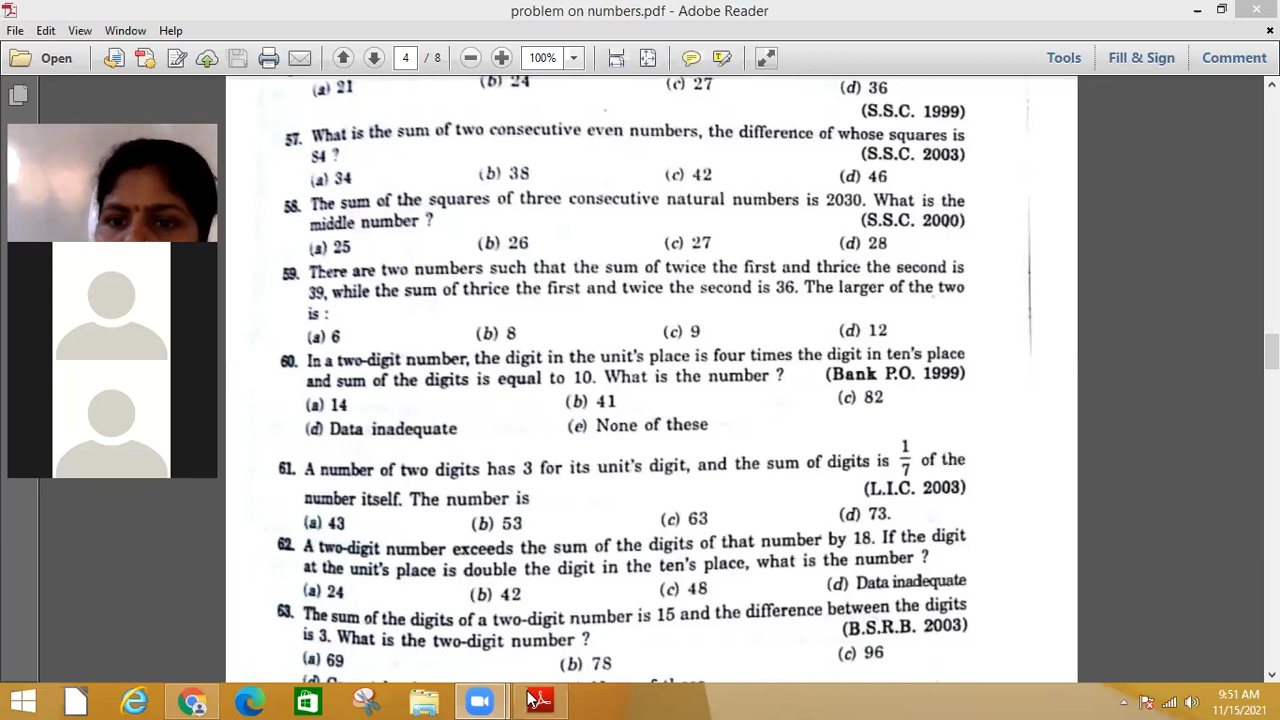 problem on numbers.pdf - Adobe Reader
File Edit View Window Help
Open 4 / 8 100% Tools Fill & Sign Comment
(a) 21 (b) 24 (c) 27 (d) 36
(S.S.C. 1999)
57. What is the sum of two consecutive even numbers, the difference of whose squares is
84 ? (S.S.C. 2003)
(a) 34 (b) 38 (c) 42 (d) 46
58. The sum of the squares of three consecutive natural numbers is 2030. What is the
middle number ? (S.S.C. 2000)
(a) 25 (b) 26 (c) 27 (d) 28
59. There are two numbers such that the sum of twice the first and thrice the second is
39, while the sum of thrice the first and twice the second is 36. The larger of the two
is :
(a) 6 (b) 8 (c) 9 (d) 12
60. In a two-digit number, the digit in the unit's place is four times the digit in ten's place
and sum of the digits is equal to 10. What is the number ? (Bank P.O. 1999)
(a) 14 (b) 41 (c) 82
(d) Data inadequate (e) None of these
61. A number of two digits has 3 for its unit's digit, and the sum of digits is 1/7 of the
number itself. The number is (L.I.C. 2003)
(a) 43 (b) 53 (c) 63 (d) 73.
62. A two-digit number exceeds the sum of the digits of that number by 18. If the digit
at the unit's place is double the digit in the ten's place, what is the number ?
(a) 24 (b) 42 (c) 48 (d) Data inadequate
63. The sum of the digits of a two-digit number is 15 and the difference between the digits
is 3. What is the two-digit number ? (B.S.R.B. 2003)
(a) 69 (b) 78 (c) 96
9:51 AM
11/15/2021